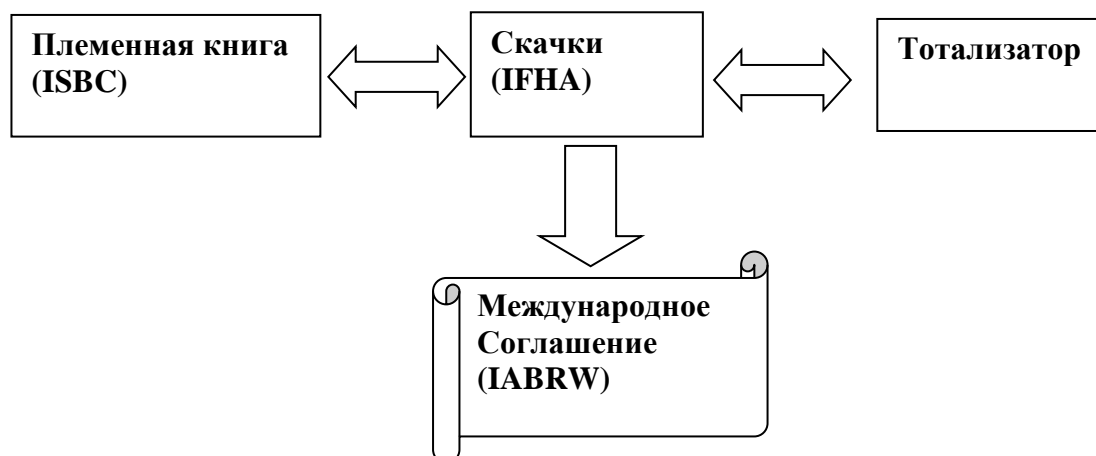 Племенная книга
(ISBC)
Скачки
(IFHA)
Тотализатор
Международное
Соглашение
(IABRW)